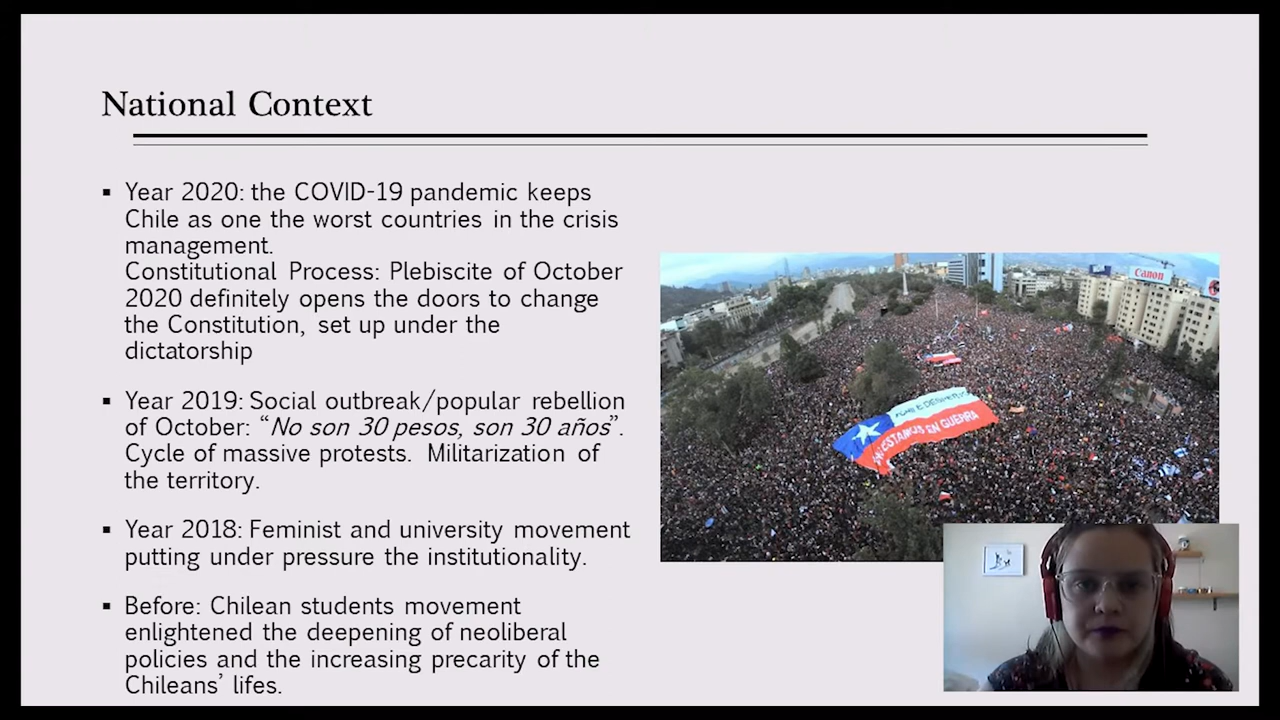 National Context
▪ Year 2020: the COVID-19 pandemic keeps
Chile as one the worst countries in the crisis
management.
Constitutional Process: Plebiscite of October
2020 definitely opens the doors to change
the Constitution, set up under the
dictatorship
▪ Year 2019: Social outbreak/popular rebellion
of October: “No son 30 pesos, son 30 años”.
Cycle of massive protests. Militarization of
the territory.
▪ Year 2018: Feminist and university movement
putting under pressure the institutionality.
▪ Before: Chilean students movement
enlightened the deepening of neoliberal
policies and the increasing precarity of the
Chileans’ lifes.
Canon
ESTAMOS EN GUERRA